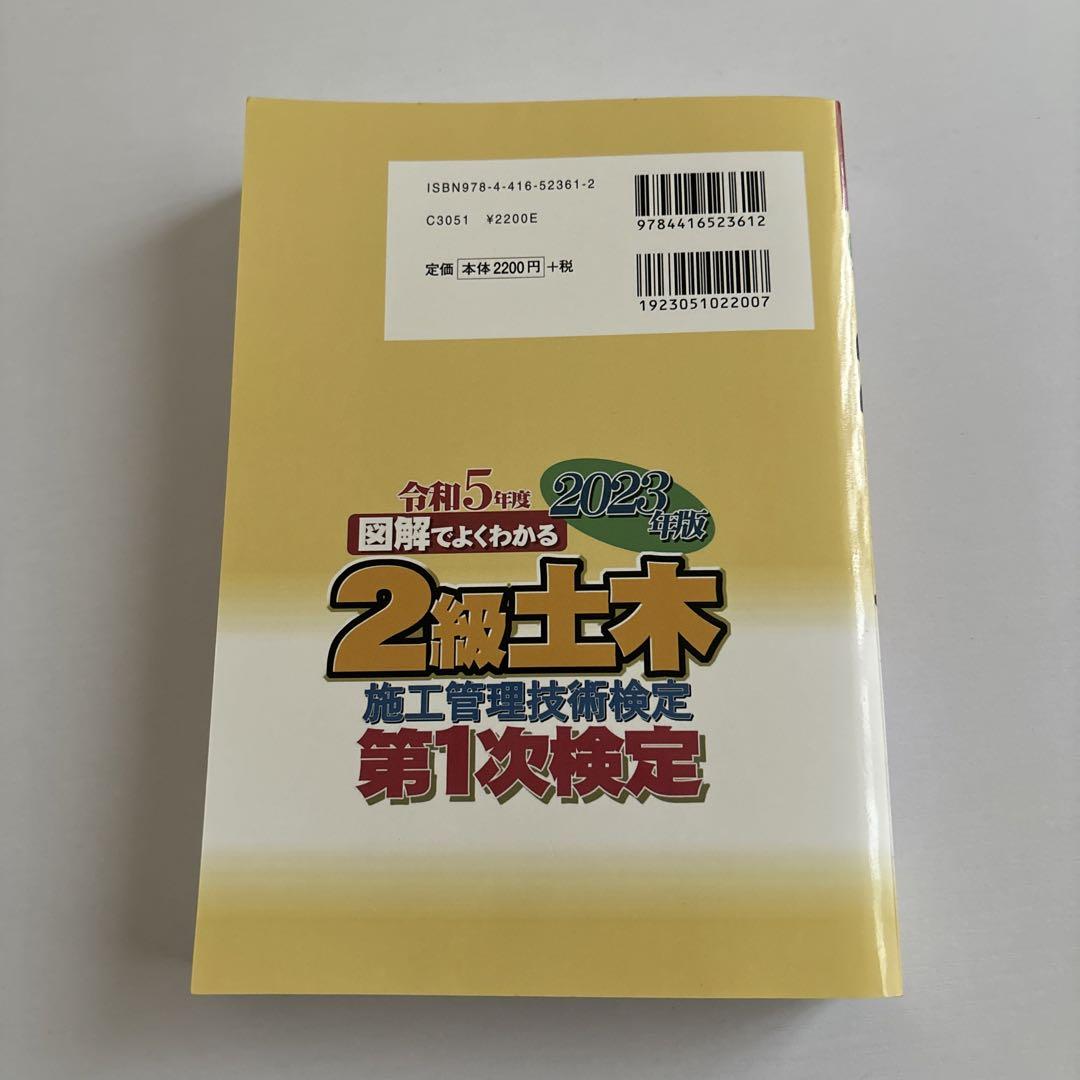 ISBN978-4-416-52361-2
C3051 ¥2200E
定価 本体2200円 +税
9784416523612
1923051022007
令和5年度
2023年版
図解でよくわかる
2級土木
施工管理技術検定
第1次検定